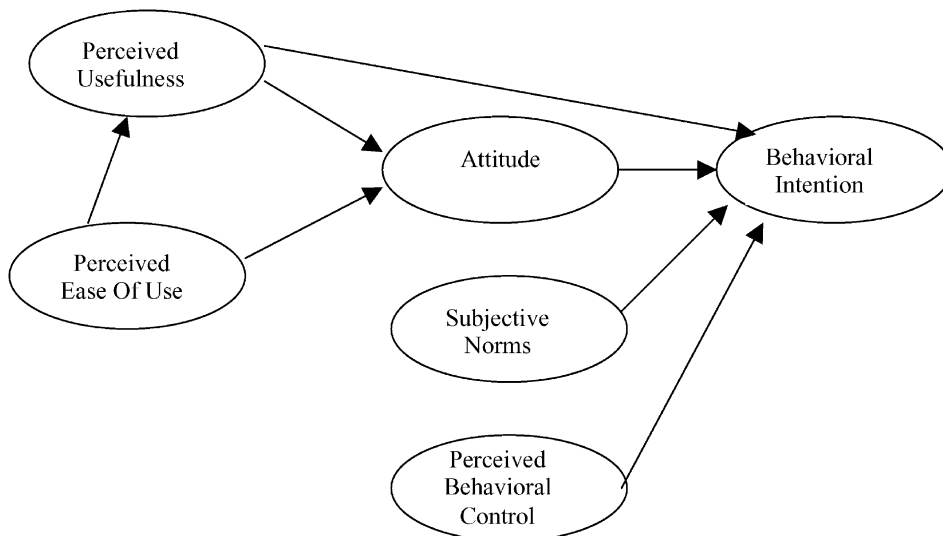 Perceived
Usefulness
Attitude
Behavioral
Intention
Perceived
Ease Of Use
Subjective
Norms
Perceived
Behavioral
Control